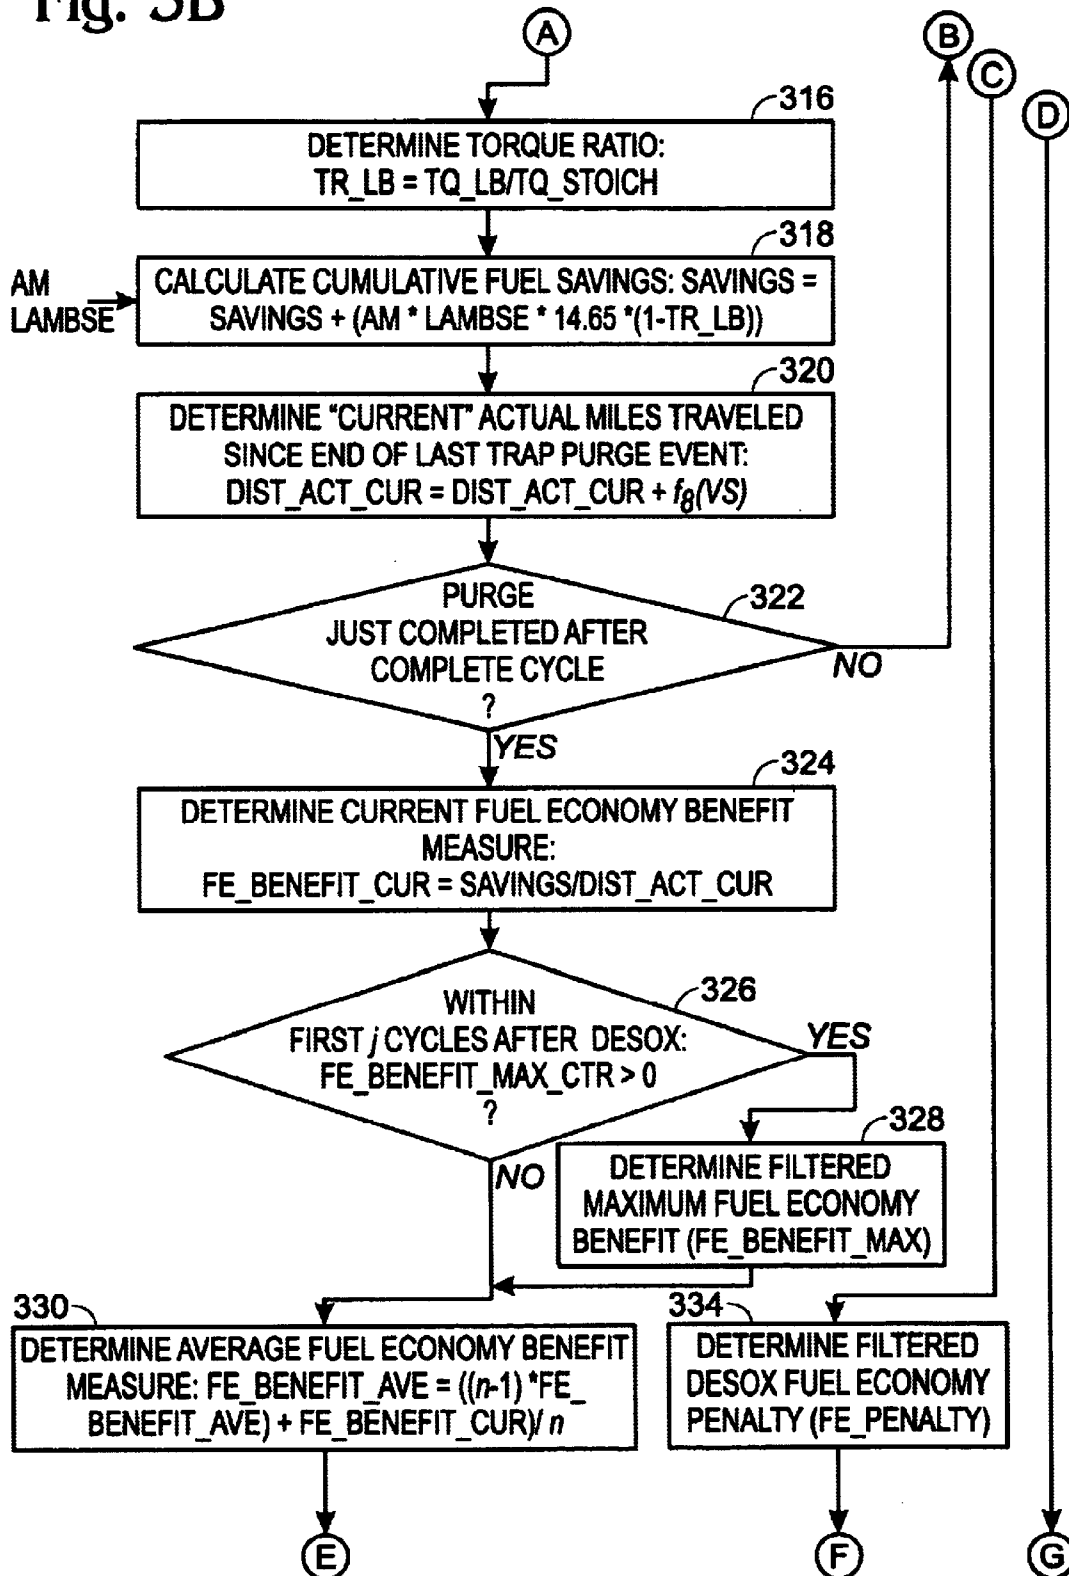 Fig. 3B
A
B
C
D
316
DETERMINE TORQUE RATIO:
TR_LB = TQ_LB/TQ_STOICH
318
AM
LAMBSE
CALCULATE CUMULATIVE FUEL SAVINGS: SAVINGS =
SAVINGS + (AM * LAMBSE * 14.65 *(1-TR_LB))
320
DETERMINE "CURRENT" ACTUAL MILES TRAVELED
SINCE END OF LAST TRAP PURGE EVENT:
DIST_ACT_CUR = DIST_ACT_CUR + f8(VS)
322
PURGE
JUST COMPLETED AFTER
COMPLETE CYCLE
?
NO
YES
324
DETERMINE CURRENT FUEL ECONOMY BENEFIT
MEASURE:
FE_BENEFIT_CUR = SAVINGS/DIST_ACT_CUR
326
WITHIN
FIRST j CYCLES AFTER DESOX:
FE_BENEFIT_MAX_CTR > 0
?
YES
NO
328
DETERMINE FILTERED
MAXIMUM FUEL ECONOMY
BENEFIT (FE_BENEFIT_MAX)
330
DETERMINE AVERAGE FUEL ECONOMY BENEFIT
MEASURE: FE_BENEFIT_AVE = ((n-1) *FE_
BENEFIT_AVE) + FE_BENEFIT_CUR)/ n
334
DETERMINE FILTERED
DESOX FUEL ECONOMY
PENALTY (FE_PENALTY)
E
F
G